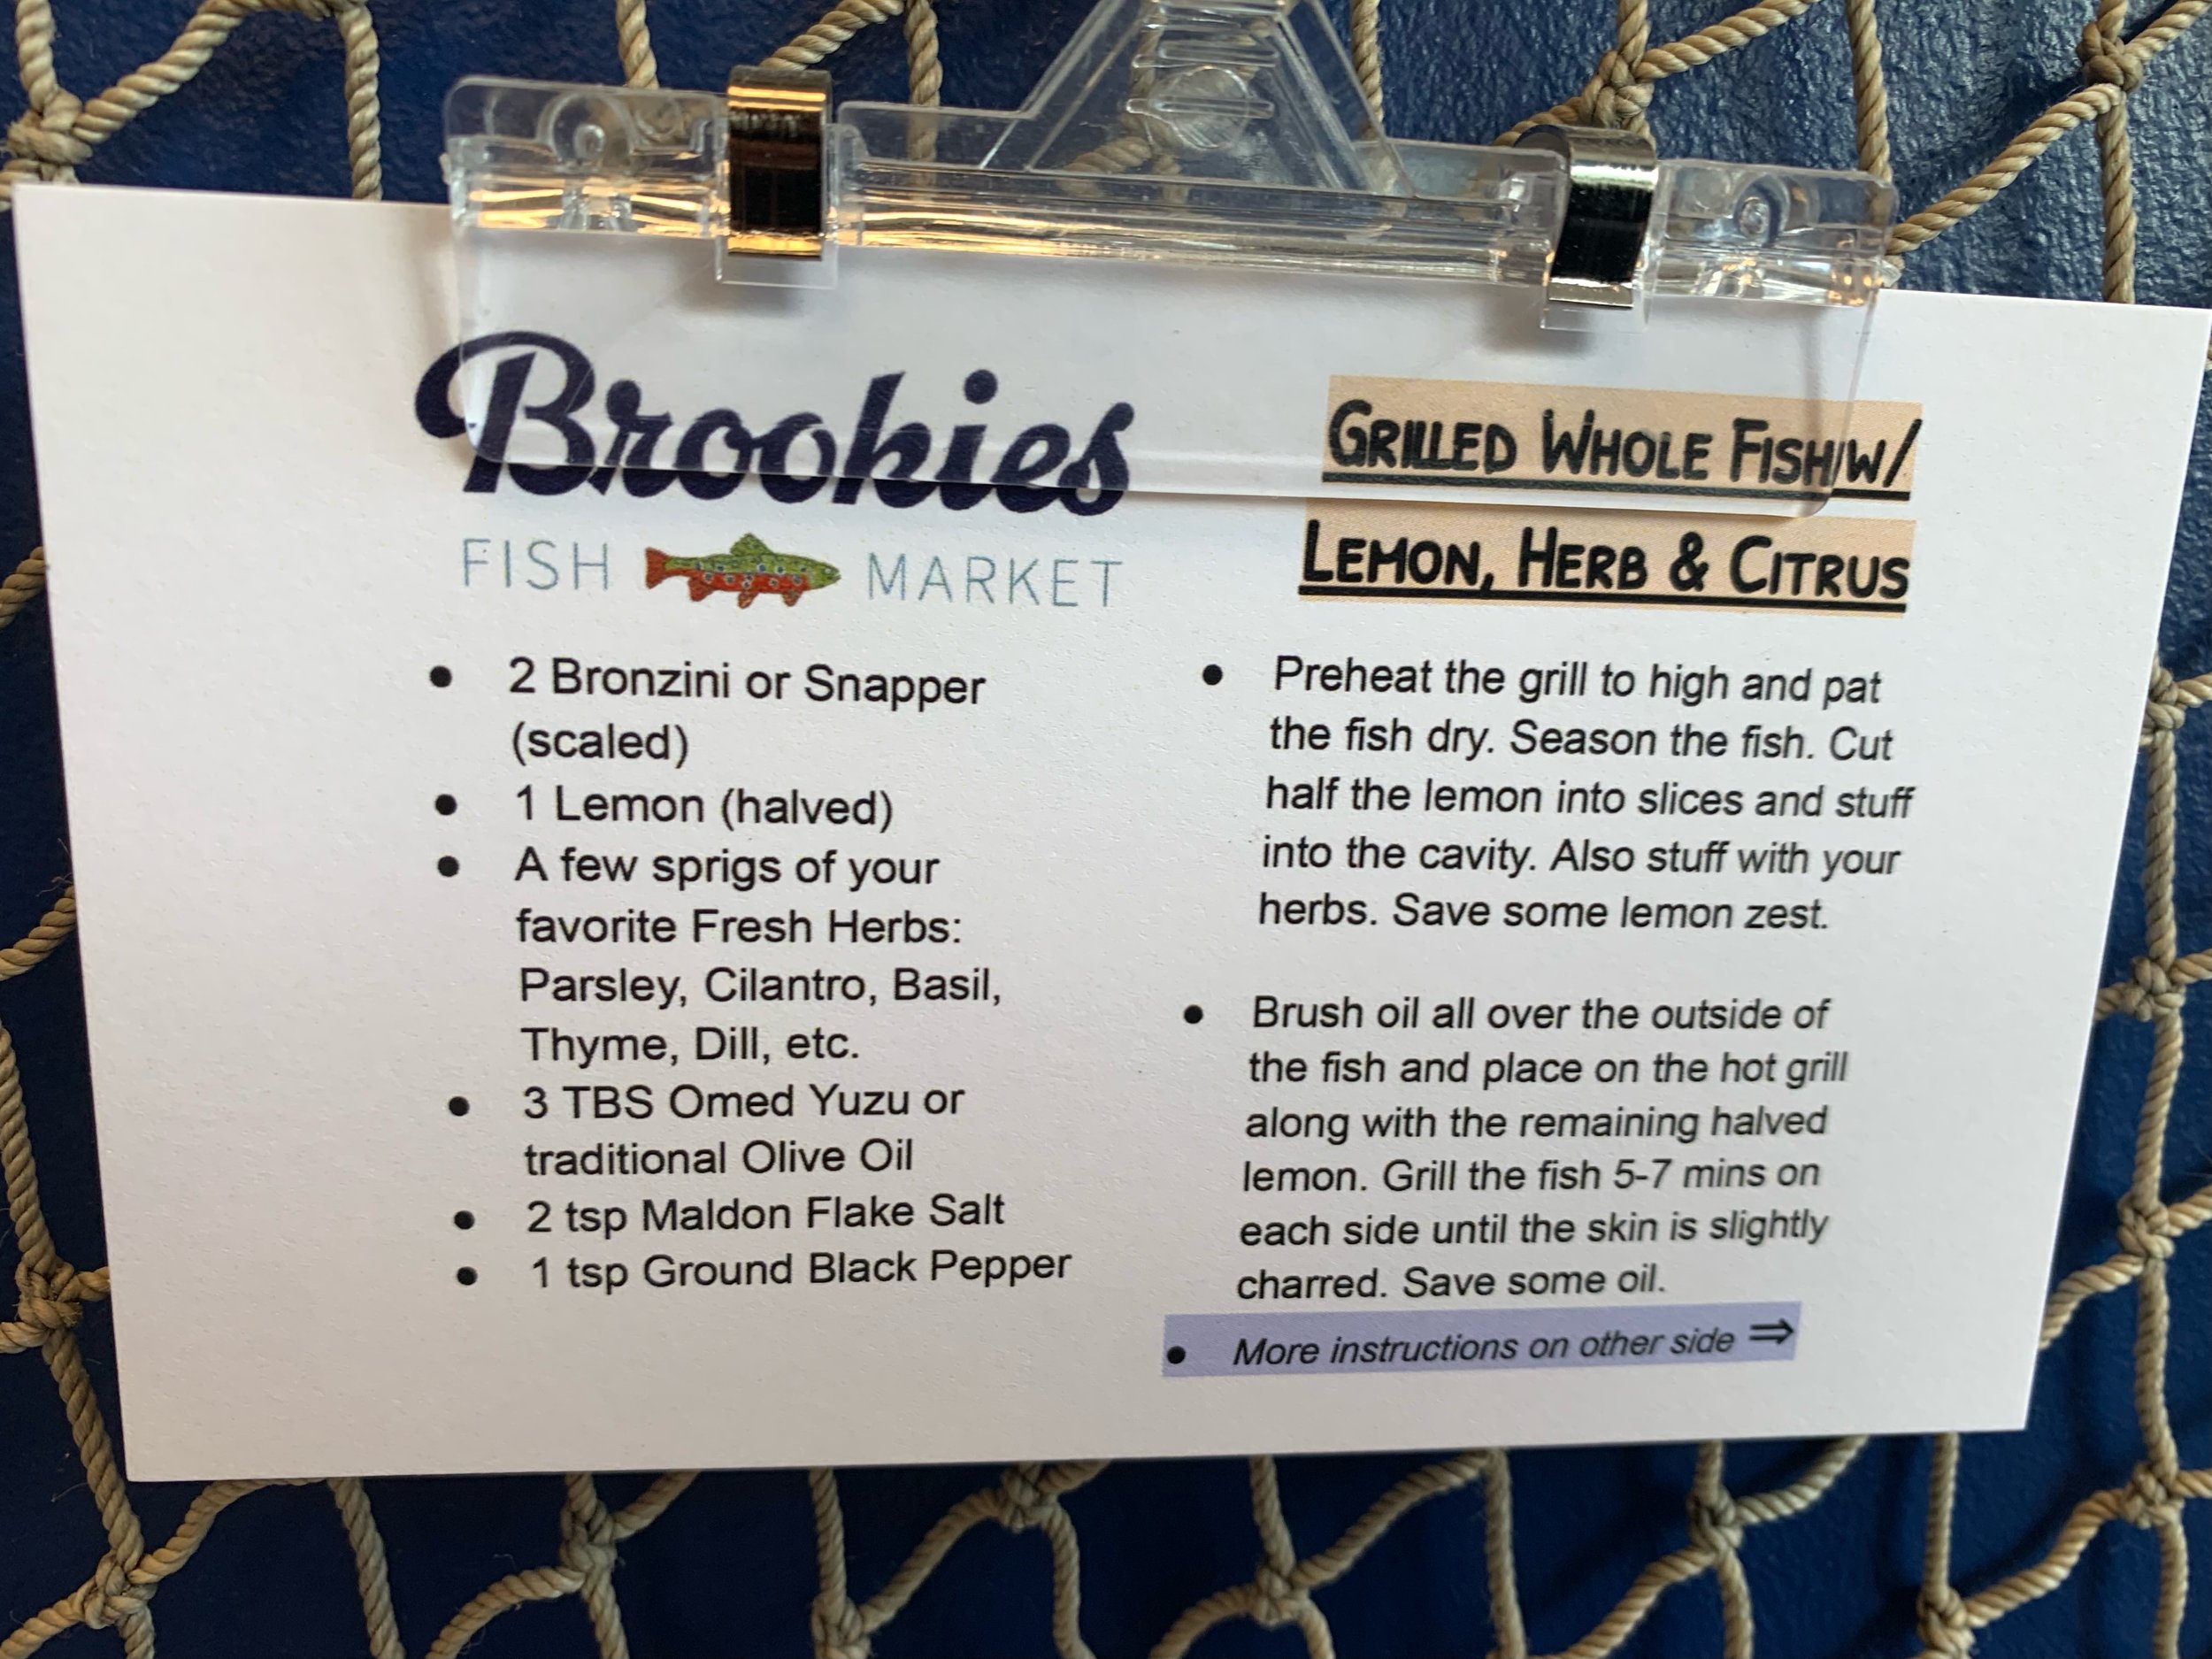 Brookies
FISH MARKET
2 Bronzini or Snapper
(scaled)
1 Lemon (halved)
A few sprigs of your
favorite Fresh Herbs:
Parsley, Cilantro, Basil,
Thyme, Dill, etc.
3 TBS Omed Yuzu or
traditional Olive Oil
2 tsp Maldon Flake Salt
1 tsp Ground Black Pepper
GRILLED WHOLE FISH W/
LEMON, HERB & CITRUS
Preheat the grill to high and pat
the fish dry. Season the fish. Cut
half the lemon into slices and stuff
into the cavity. Also stuff with your
herbs. Save some lemon zest.
Brush oil all over the outside of
the fish and place on the hot grill
along with the remaining halved
lemon. Grill the fish 5-7 mins on
each side until the skin is slightly
charred. Save some oil.
More instructions on other side ⇒